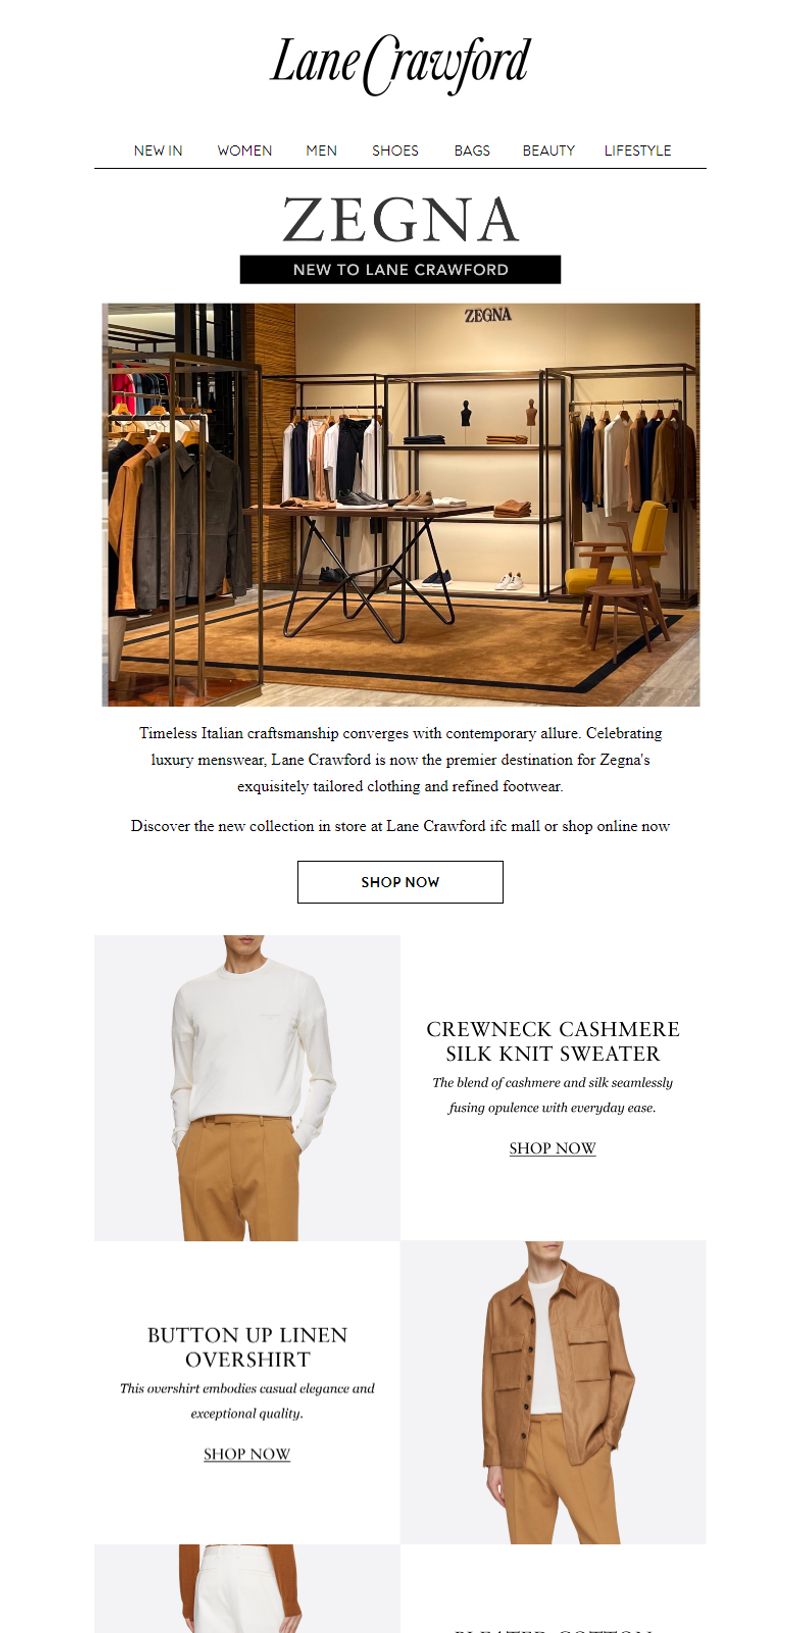 Lane Crawford
NEW IN WOMEN MEN SHOES BAGS BEAUTY LIFESTYLE
ZEGNA
NEW TO LANE CRAWFORD
ZEGNA
Timeless Italian craftsmanship converges with contemporary allure. Celebrating
luxury menswear, Lane Crawford is now the premier destination for Zegna's
exquisitely tailored clothing and refined footwear.
Discover the new collection in store at Lane Crawford ifc mall or shop online now
SHOP NOW
CREWNECK CASHMERE
SILK KNIT SWEATER
The blend of cashmere and silk seamlessly
fusing opulence with everyday ease.
SHOP NOW
BUTTON UP LINEN
OVERSHIRT
This overshirt embodies casual elegance and
exceptional quality.
SHOP NOW